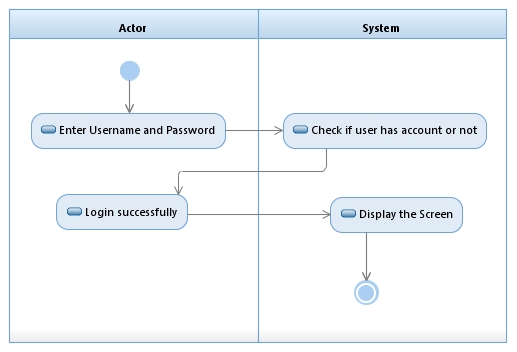 Actor
System
Enter Username and Password
Check if user has account or not
Login successfully
Display the Screen